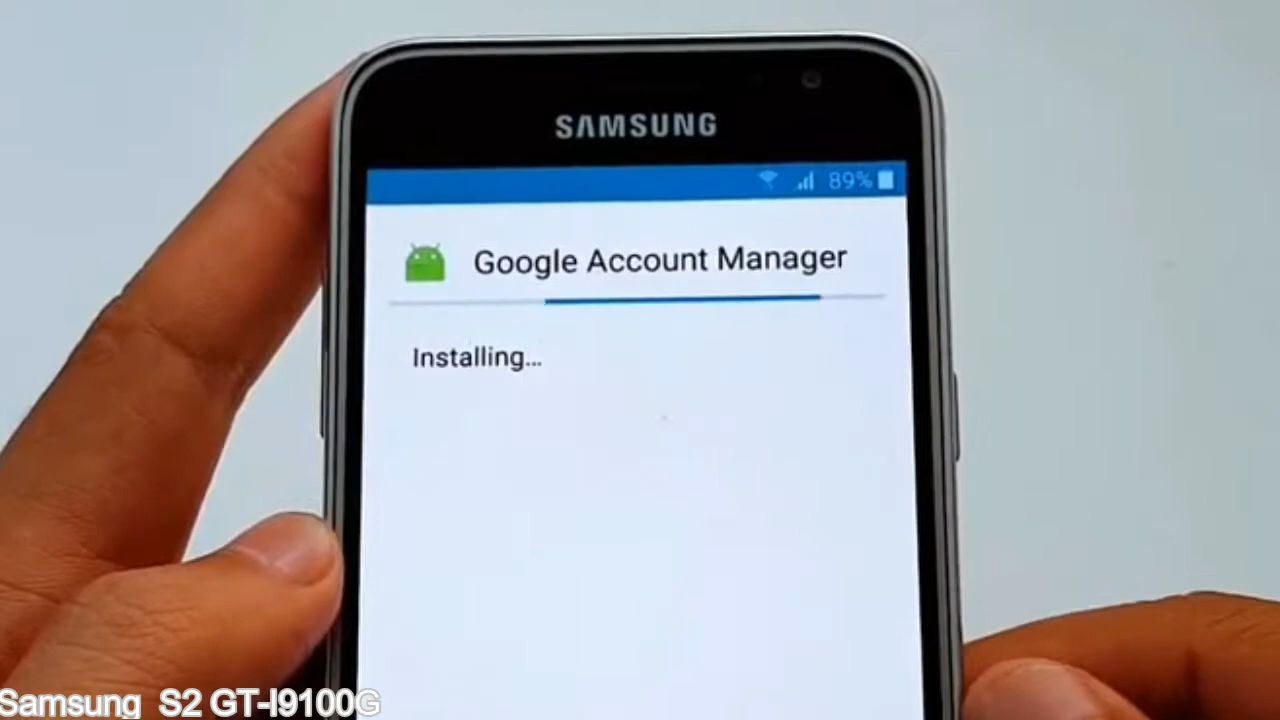 SAMSUNG
89%
Google Account Manager
Installing...
Samsung S2 GT-I9100G